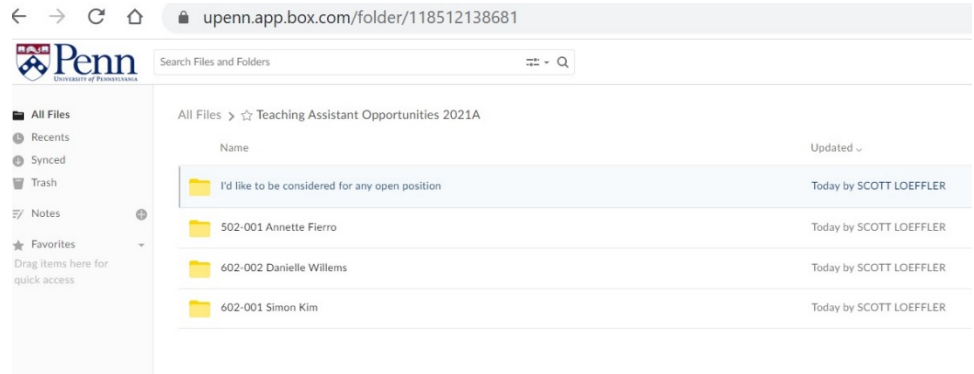 upenn.app.box.com/folder/118512138681
Penn
UNIVERSITY of PENNSYLVANIA
Search Files and Folders
All Files
Recents
Synced
Trash
Notes
Favorites
Drag items here for
quick access
All Files > Teaching Assistant Opportunities 2021A
Name Updated
I'd like to be considered for any open position Today by SCOTT LOEFFLER
502-001 Annette Fierro Today by SCOTT LOEFFLER
602-002 Danielle Willems Today by SCOTT LOEFFLER
602-001 Simon Kim Today by SCOTT LOEFFLER